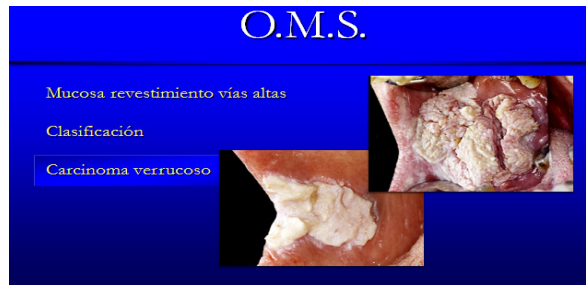 O.M.S.
Mucosa revestimiento vías altas
Clasificación
Carcinoma verrucoso